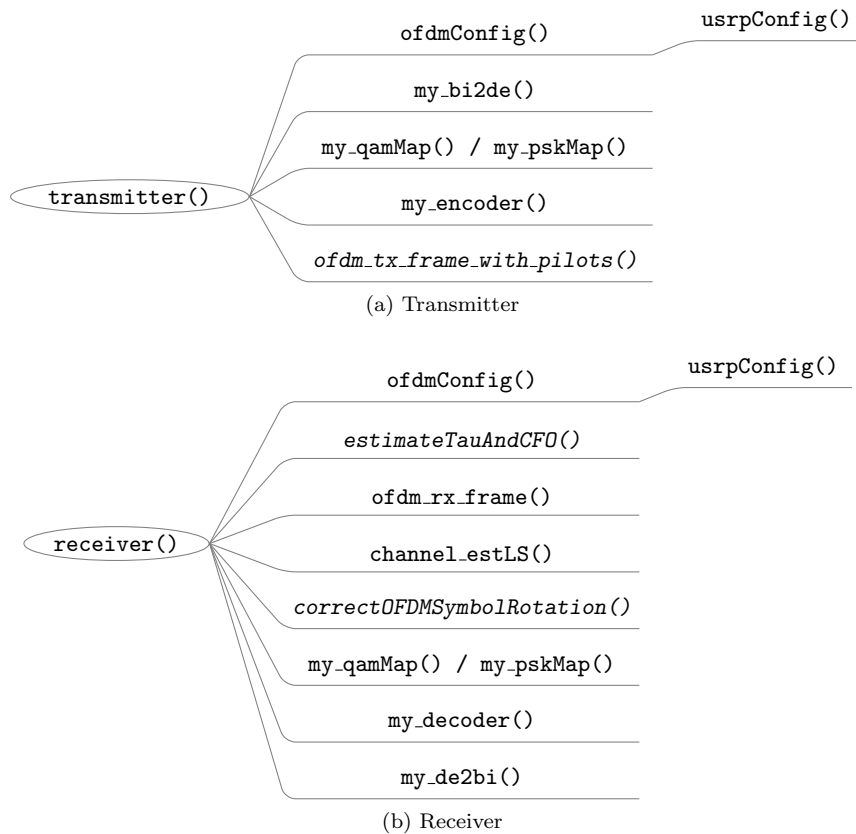 usrpConfig()
ofdmConfig()
my_bi2de()
my_qamMap() / my_pskMap()
transmitter()
my_encoder()
ofdm_tx_frame_with_pilots()
(a) Transmitter
usrpConfig()
ofdmConfig()
estimateTauAndCFO()
ofdm_rx_frame()
receiver()
channel_estLS()
correctOFDMSymbolRotation()
my_qamMap() / my_pskMap()
my_decoder()
my_de2bi()
(b) Receiver